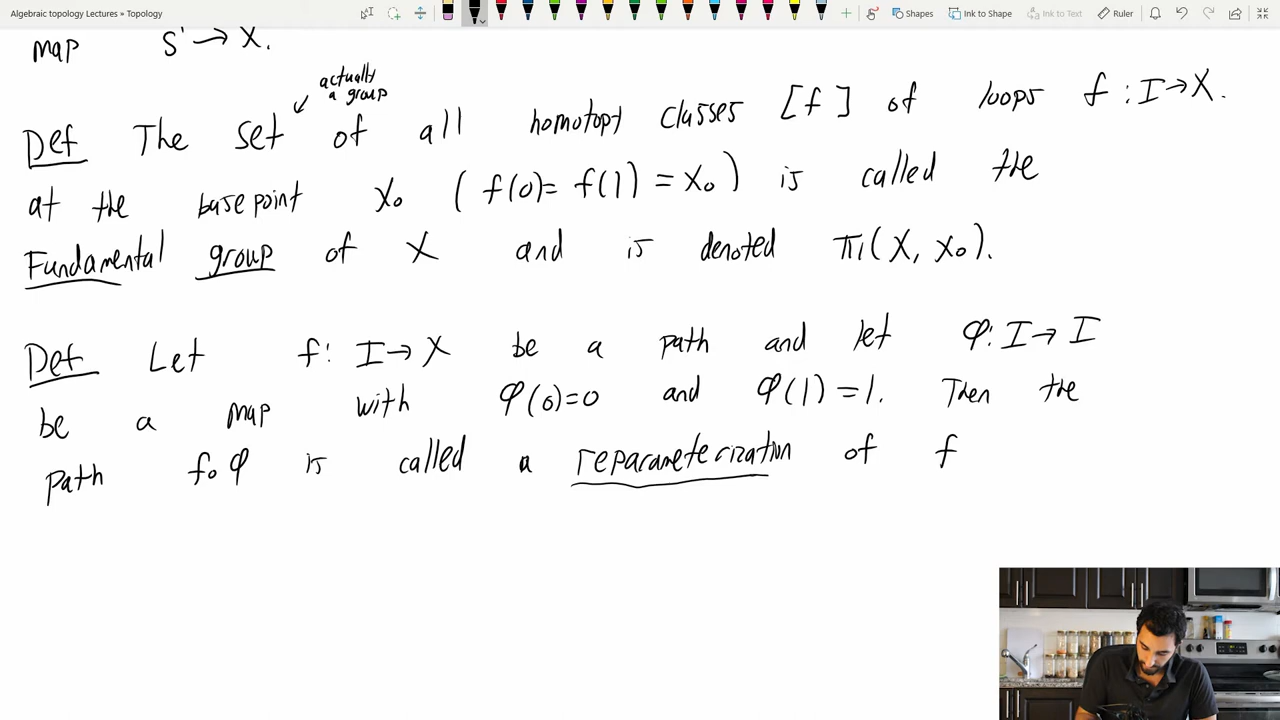 Algebraic topology Lectures » Topology
Shapes Ink to Shape Ink to Text Ruler
map S¹ → X.
actually
a group
Def The set of all homotopy classes [f] of loops f : I → X.
at the basepoint x₀ (f(0) = f(1) = x₀) is called the
Fundamental group of X and is denoted π₁(X, x₀).
Def Let f: I → X be a path and let φ: I → I
be a map with φ(0)=0 and φ(1)=1. Then the
path f∘φ is called a reparameterization of f